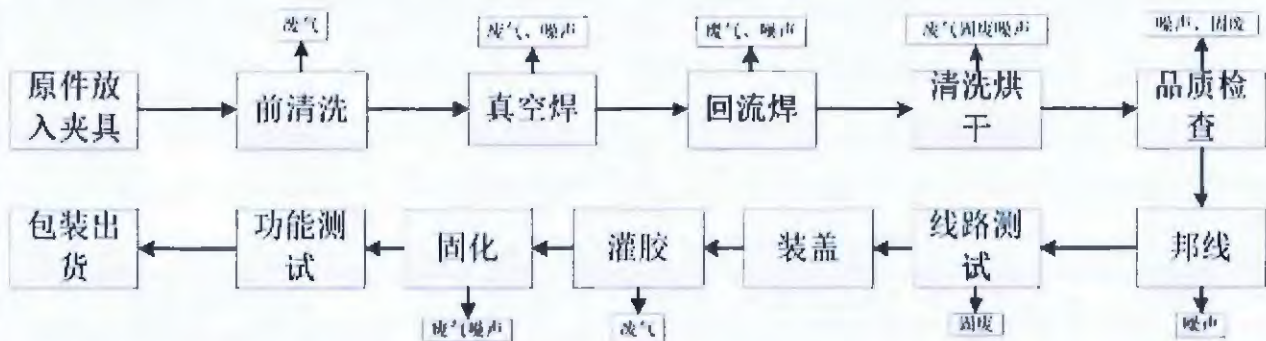 废气
废气、噪声
废气、噪声
废气固废噪声
噪声、固废
原件放
入夹具
前清洗
真空焊
回流焊
清洗烘
干
品质检
查
包装出
货
功能测
试
固化
灌胶
装盖
线路测
试
邦线
废气噪声
废气
固废
噪声